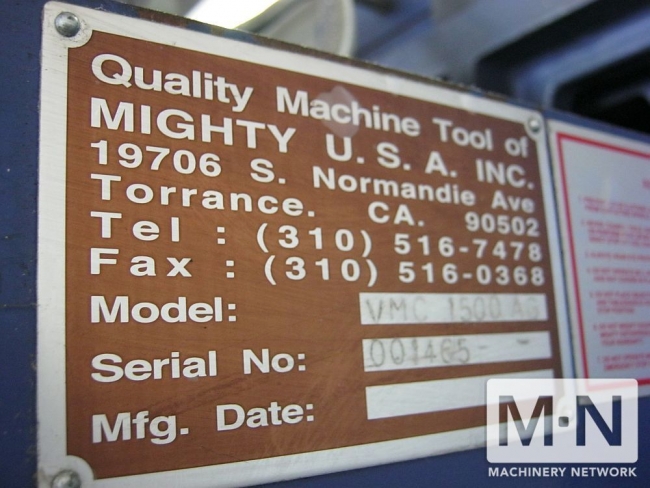 Quality Machine Tool of
MIGHTY U. S. A. INC.
19706 S. Normandie Ave
Torrance. CA. 90502
Tel : (310) 516-7478
Fax : (310) 516-0368
Model: VMC 1500 AG
Serial No: 001465 -
Mfg. Date:
M·N
MACHINERY NETWORK